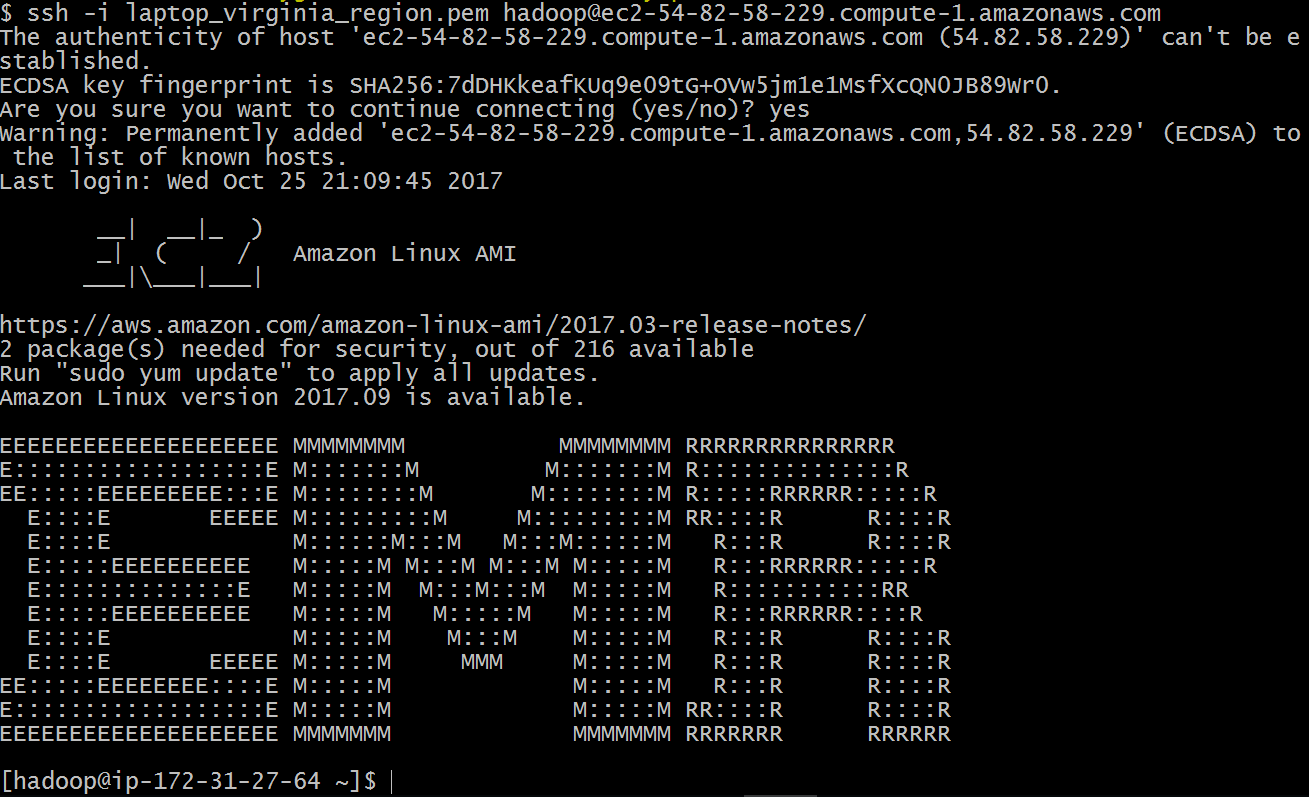 $ ssh -i laptop_virginia_region.pem hadoop@ec2-54-82-58-229.compute-1.amazonaws.com
The authenticity of host 'ec2-54-82-58-229.compute-1.amazonaws.com (54.82.58.229)' can't be e
stablished.
ECDSA key fingerprint is SHA256:7dDHKkeafKUq9e09tG+OVw5jm1e1MsfXcQN0JB89Wr0.
Are you sure you want to continue connecting (yes/no)? yes
Warning: Permanently added 'ec2-54-82-58-229.compute-1.amazonaws.com,54.82.58.229' (ECDSA) to
 the list of known hosts.
Last login: Wed Oct 25 21:09:45 2017

       __|  __|_  )
       _|  (     /  Amazon Linux AMI
      ___|\___|___|

https://aws.amazon.com/amazon-linux-ami/2017.03-release-notes/
2 package(s) needed for security, out of 216 available
Run "sudo yum update" to apply all updates.
Amazon Linux version 2017.09 is available.

EEEEEEEEEEEEEEEEEEEE MMMMMMMM           MMMMMMMM RRRRRRRRRRRRRRR
E::::::::::::::::::E M:::::::M         M:::::::M R::::::::::::::R
EE:::::EEEEEEEEE:::E M::::::::M       M::::::::M R:::::RRRRRR:::::R
  E::::E       EEEEE M:::::::::M     M:::::::::M RR::::R      R::::R
  E::::E             M::::::M:::M   M:::M::::::M   R:::R      R::::R
  E:::::EEEEEEEEEE   M:::::M M:::M M:::M M:::::M   R:::RRRRRR:::::R
  E::::::::::::::E   M:::::M  M:::M:::M  M:::::M   R:::::::::::RR
  E:::::EEEEEEEEEE   M:::::M   M:::::M   M:::::M   R:::RRRRRR::::R
  E::::E             M:::::M    M:::M    M:::::M   R:::R      R::::R
  E::::E       EEEEE M:::::M     MMM     M:::::M   R:::R      R::::R
EE:::::EEEEEEEE::::E M:::::M             M:::::M   R:::R      R::::R
E::::::::::::::::::E M:::::M             M:::::M RR::::R      R::::R
EEEEEEEEEEEEEEEEEEEE MMMMMMM             MMMMMMM RRRRRRR      RRRRRR

[hadoop@ip-172-31-27-64 ~]$